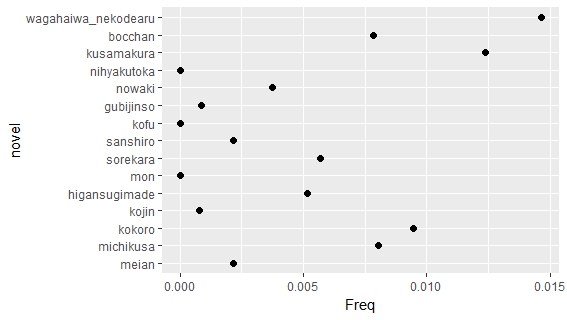 wagahaiwa_nekodearu
bocchan
kusamakura
nihyakutoka
nowaki
gubijinso
kofu
sanshiro
sorekara
mon
higansugimade
kojin
kokoro
michikusa
meian
novel
0.000 0.005 0.010 0.015
Freq